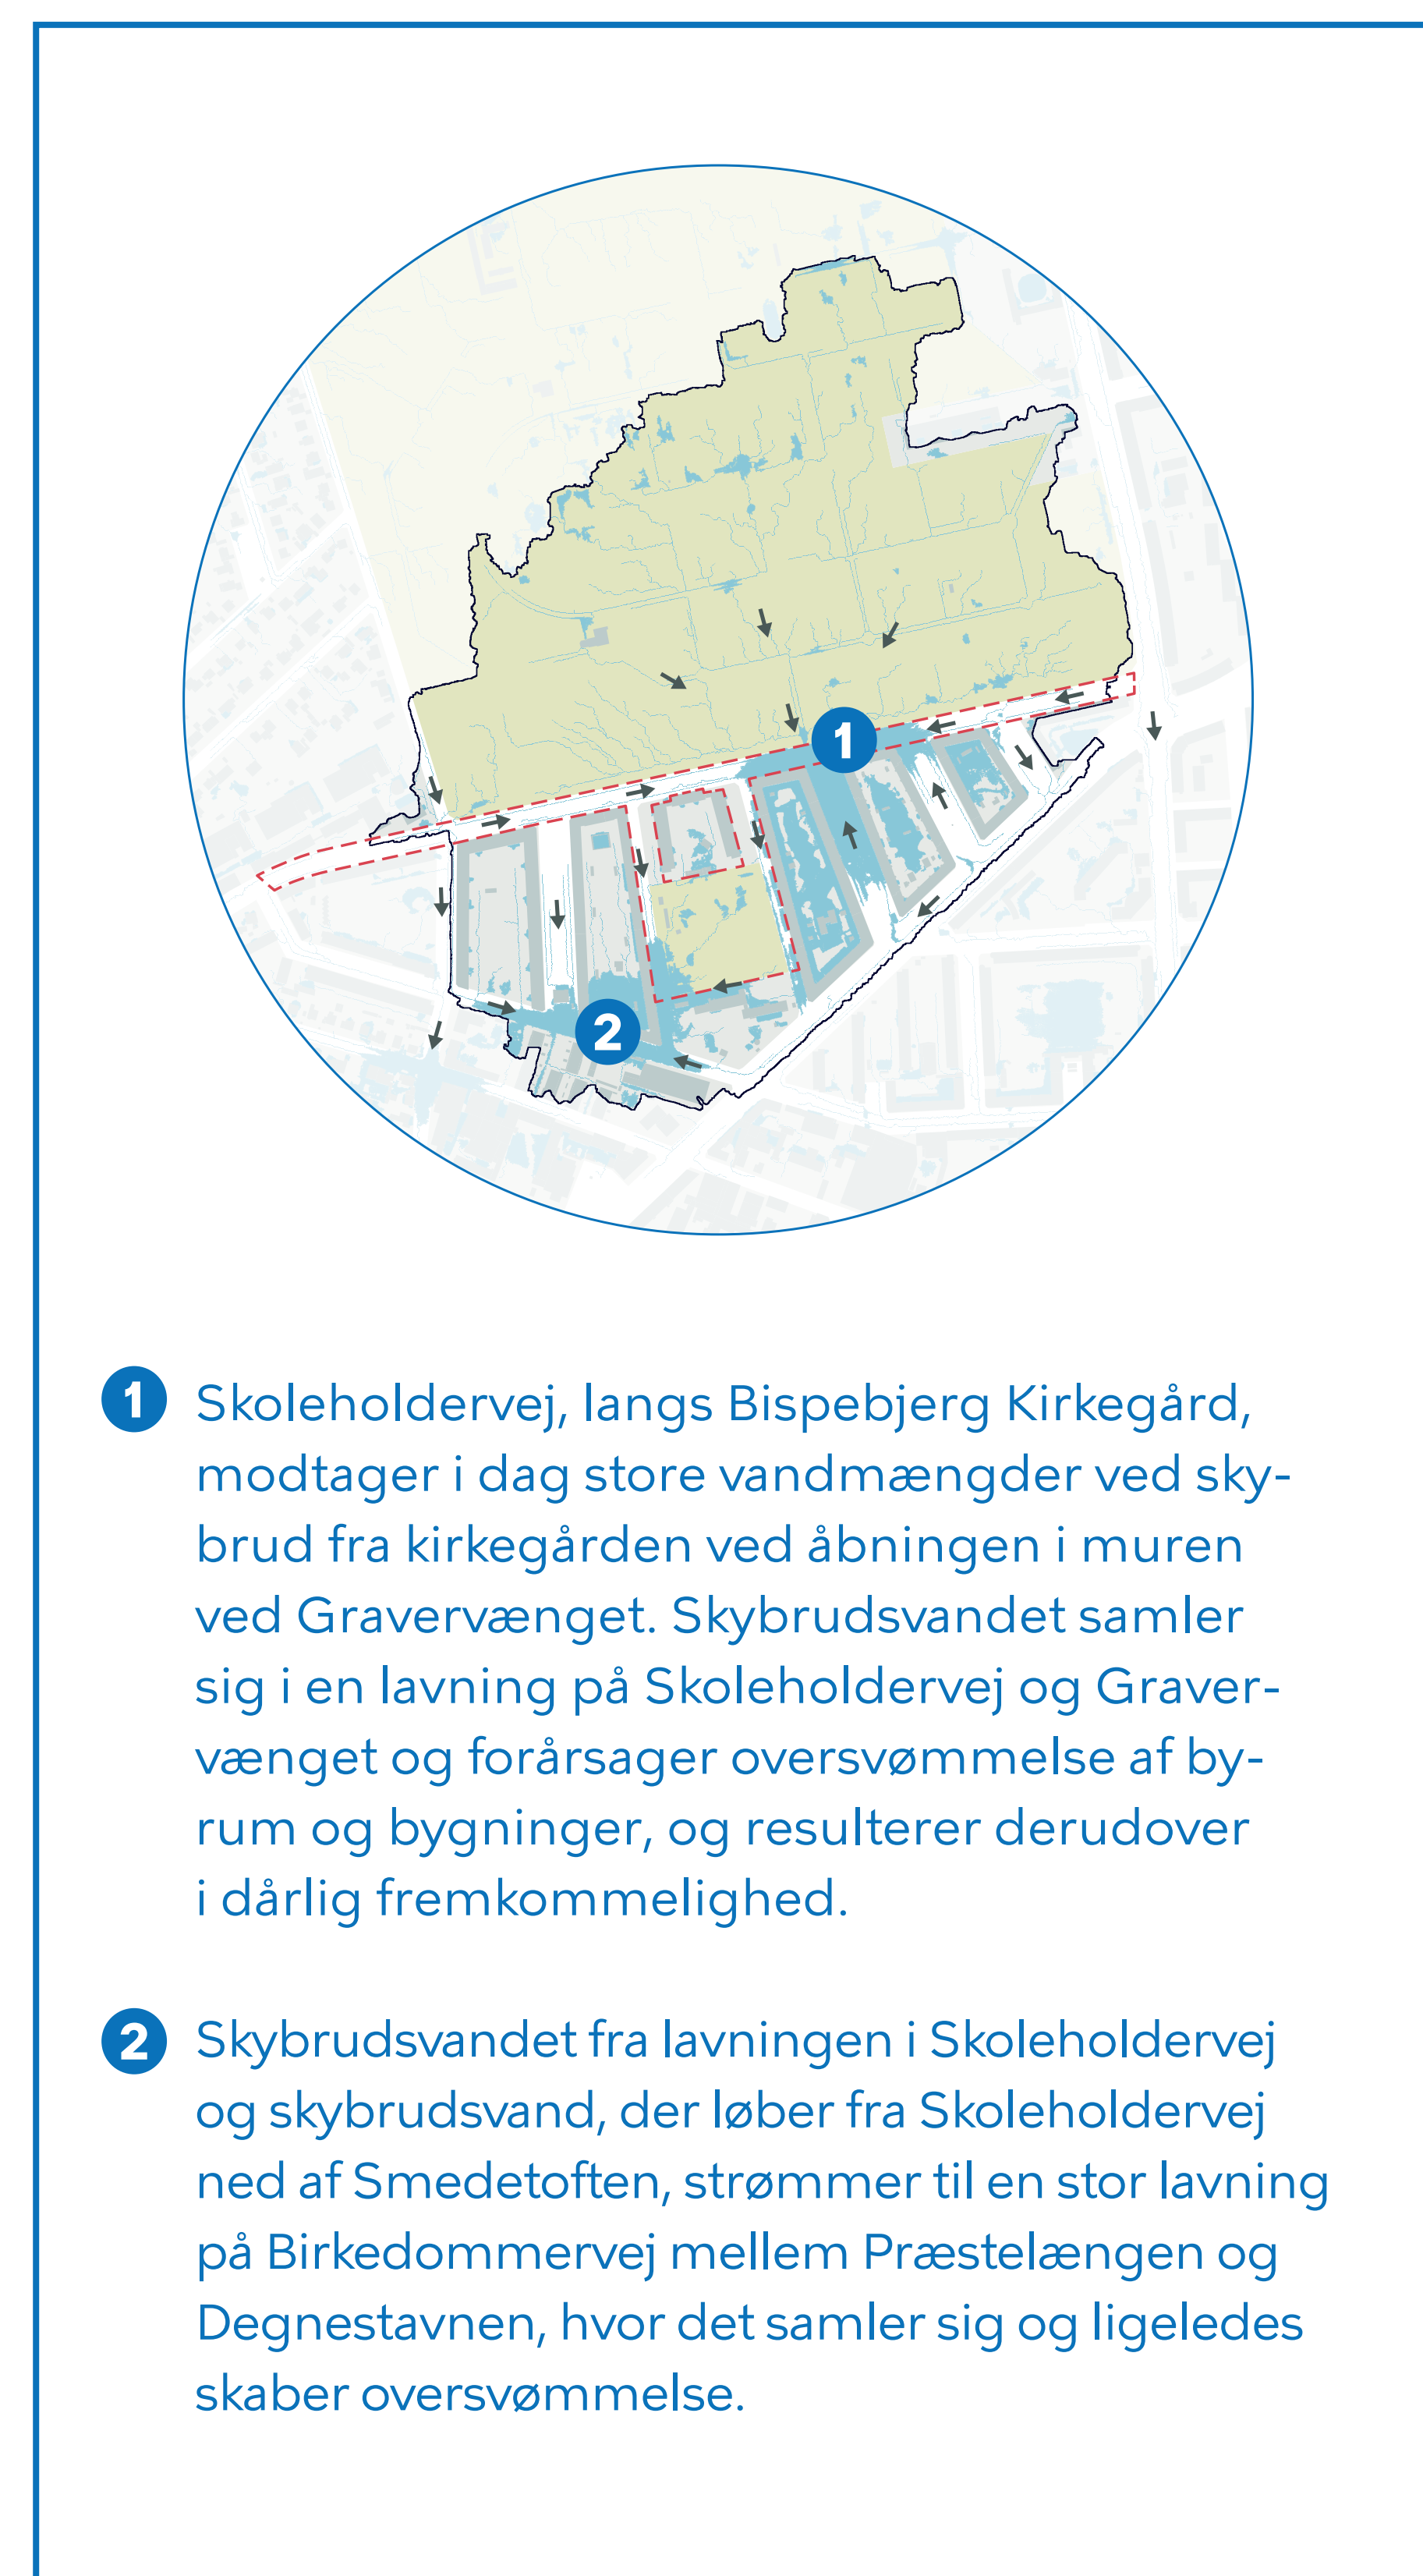 1
2
1 Skoleholdervej, langs Bispebjerg Kirkegård,
modtager i dag store vandmængder ved sky-
brud fra kirkegården ved åbningen i muren
ved Gravervænget. Skybrudsvandet samler
sig i en lavning på Skoleholdervej og Graver-
vænget og forårsager oversvømmelse af by-
rum og bygninger, og resulterer derudover
i dårlig fremkommelighed.
2 Skybrudsvandet fra lavningen i Skoleholdervej
og skybrudsvand, der løber fra Skoleholdervej
ned af Smedetoften, strømmer til en stor lavning
på Birkedommervej mellem Præstelængen og
Degnestavnen, hvor det samler sig og ligeledes
skaber oversvømmelse.